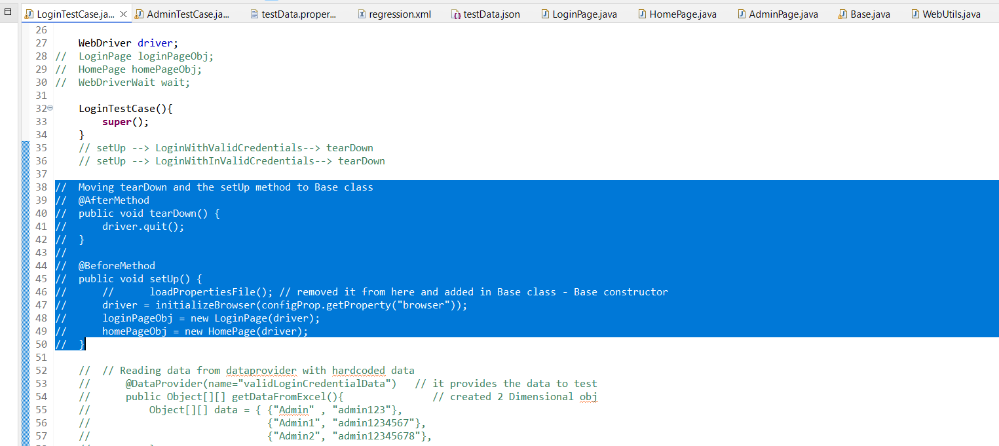 LoginTestCase.ja... AdminTestCase.ja... testData.proper... regression.xml testData.json LoginPage.java HomePage.java AdminPage.java Base.java WebUtils.java
26
27 WebDriver driver;
28 // LoginPage loginPageObj;
29 // HomePage homePageObj;
30 // WebDriverWait wait;
31
32 LoginTestCase(){
33 super();
34 }
35 // setUp --> LoginWithValidCredentials--> tearDown
36 // setUp --> LoginWithInValidCredentials--> tearDown
37
38 // Moving tearDown and the setUp method to Base class
39 // @AfterMethod
40 // public void tearDown() {
41 // driver.quit();
42 // }
43 //
44 // @BeforeMethod
45 // public void setUp() {
46 // // loadPropertiesFile(); // removed it from here and added in Base class - Base constructor
47 // driver = initializeBrowser(configProp.getProperty("browser"));
48 // loginPageObj = new LoginPage(driver);
49 // homePageObj = new HomePage(driver);
50 // }
51
52 // // Reading data from dataprovider with hardcoded data
53 // @DataProvider(name="validLoginCredentialData") // it provides the data to test
54 // public Object[][] getDataFromExcel(){ // created 2 Dimensional obj
55 // Object[][] data = { {"Admin" , "admin123"},
56 // {"Admin1", "admin1234567"},
57 // {"Admin2", "admin12345678"},